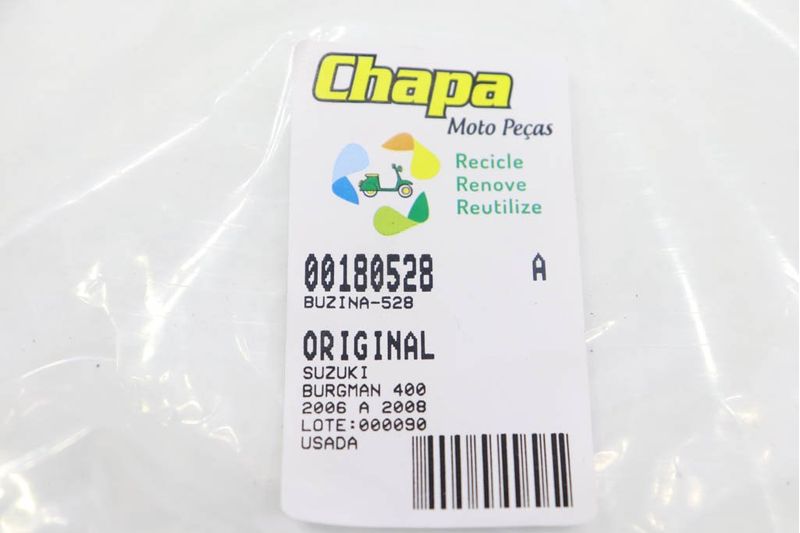 Chapa
Moto Peças
Recicle
Renove
Reutilize
00180528 A
BUZINA-528
ORIGINAL
SUZUKI
BURGMAN 400
2006 A 2008
LOTE:000090
USADA